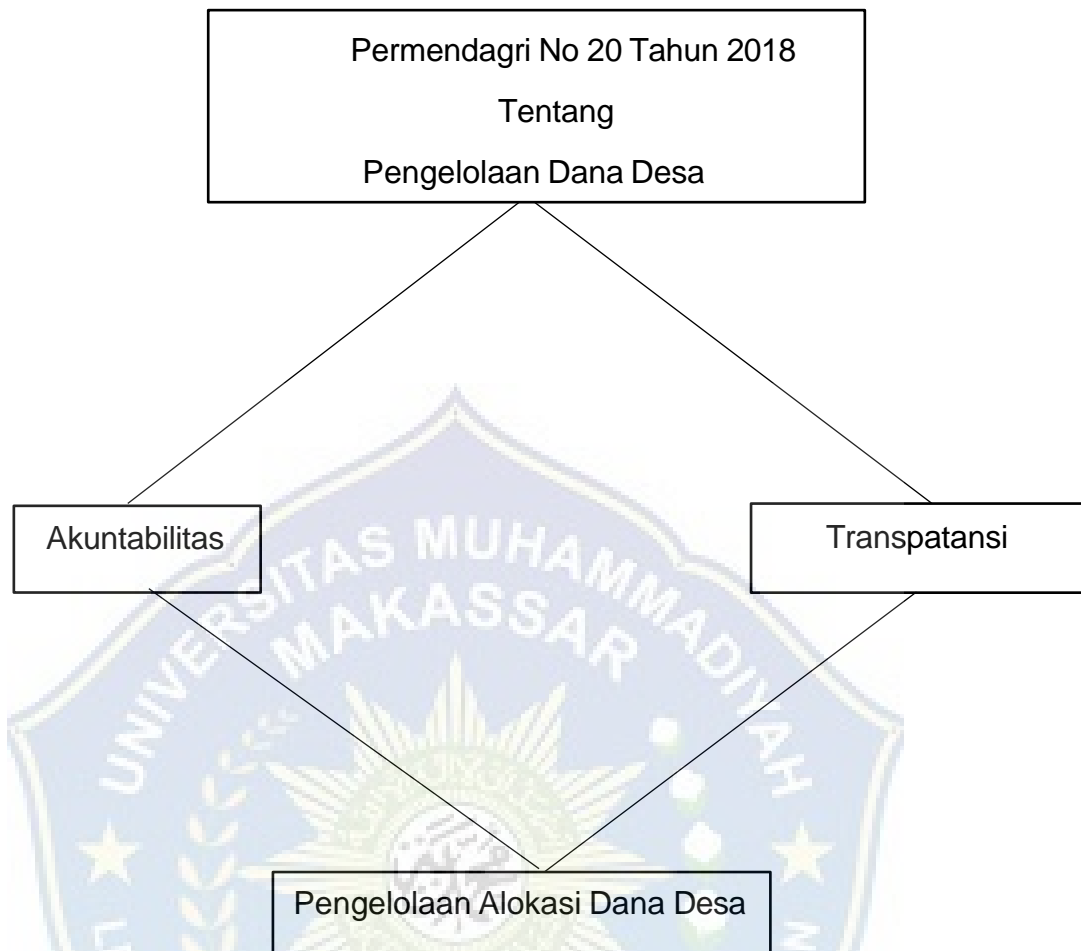 Permendagri No 20 Tahun 2018
Tentang
Pengelolaan Dana Desa
Akuntabilitas
Transpatansi
UNIVERSITAS MUHAMMADIYAH
MAKASSAR
Pengelolaan Alokasi Dana Desa